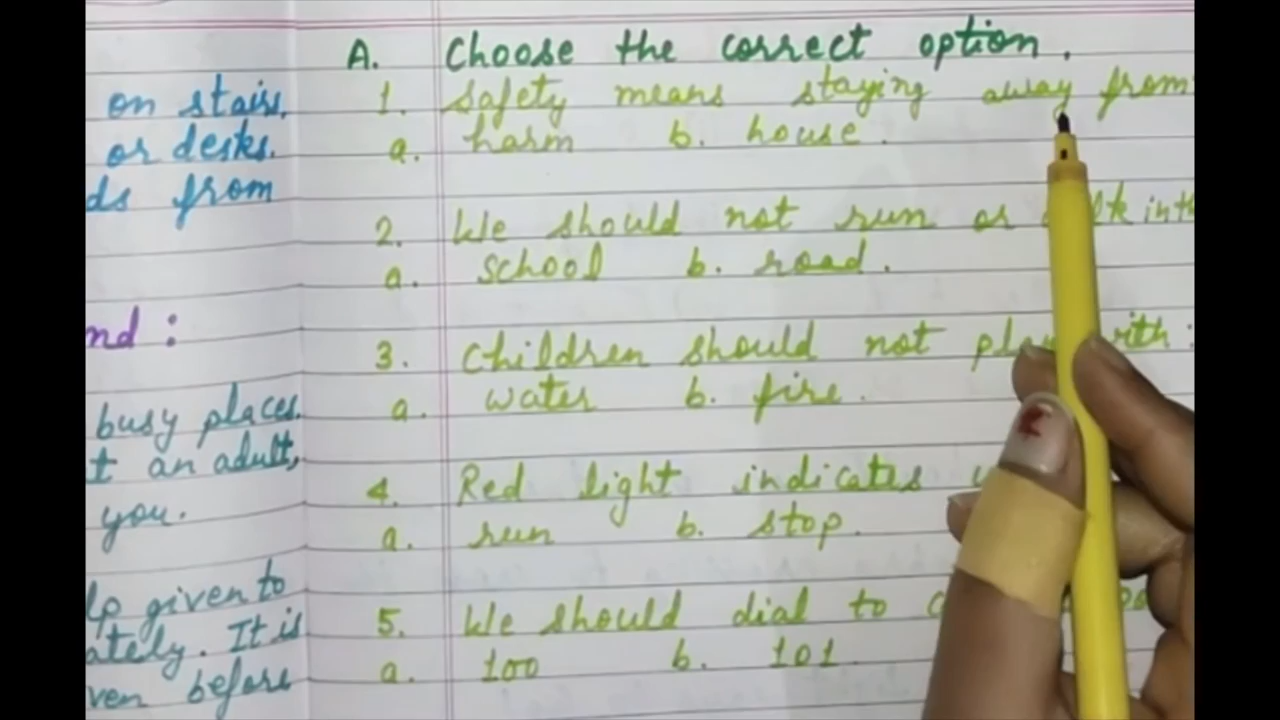 on stairs.
or desks.
ds from
nd :
busy places.
t an adult,
you.
lp given to
ately. It is
ven before
A. Choose the correct option.
1. Safety means staying away from
a. harm b. house.
2. We should not run or into
a. school b. road.
3. Children should not play with :
a. water b. fire.
4. Red light indicates
a. run b. stop.
5. We should dial to
a. 100 b. 101